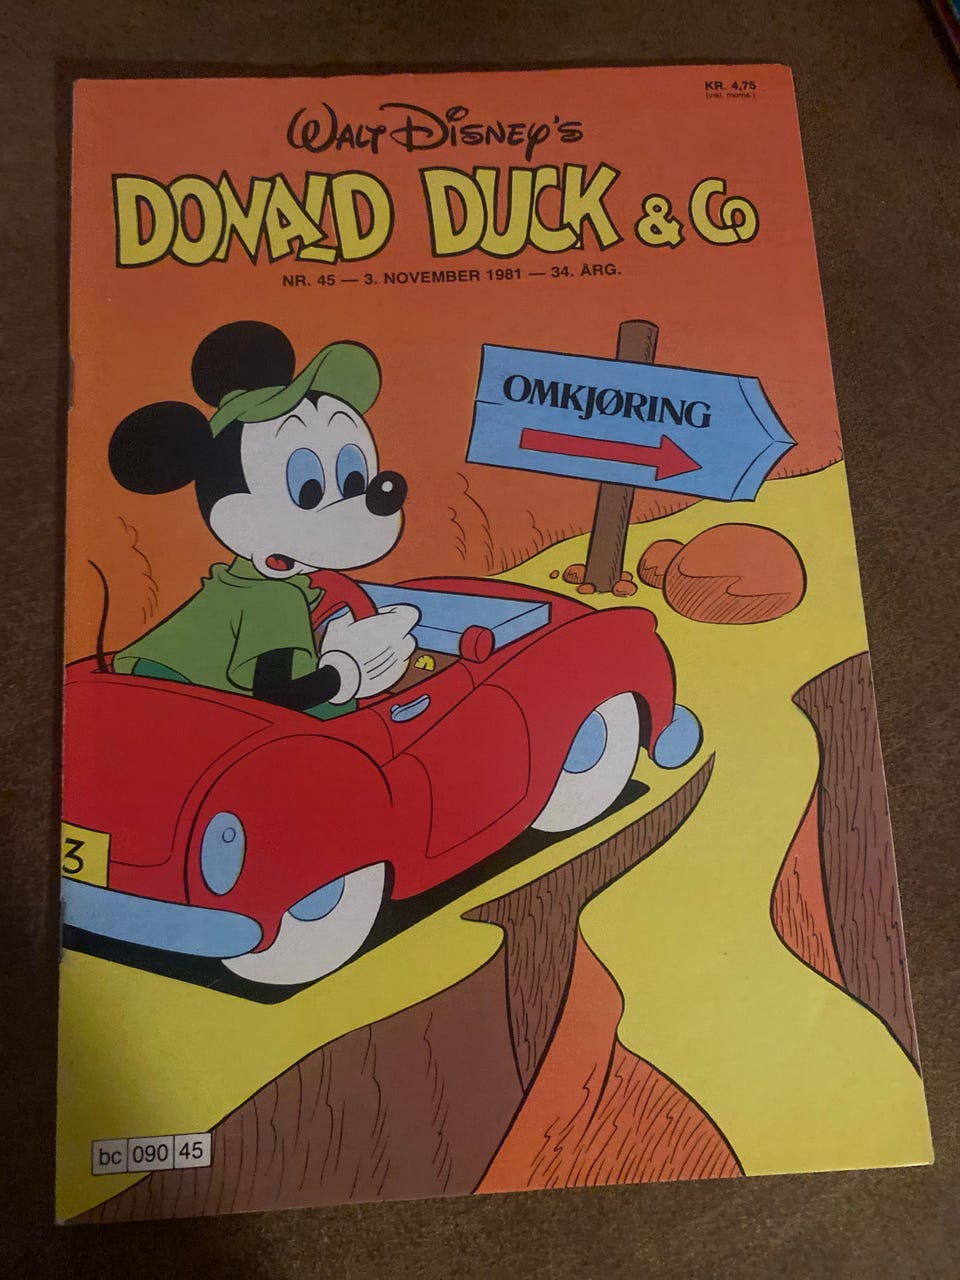 KR. 4,75
(inkl. moms.)
WALT DISNEY'S
DONALD DUCK & Co
NR. 45 — 3. NOVEMBER 1981 — 34. ÅRG.
OMKJØRING
3
bc 090 45